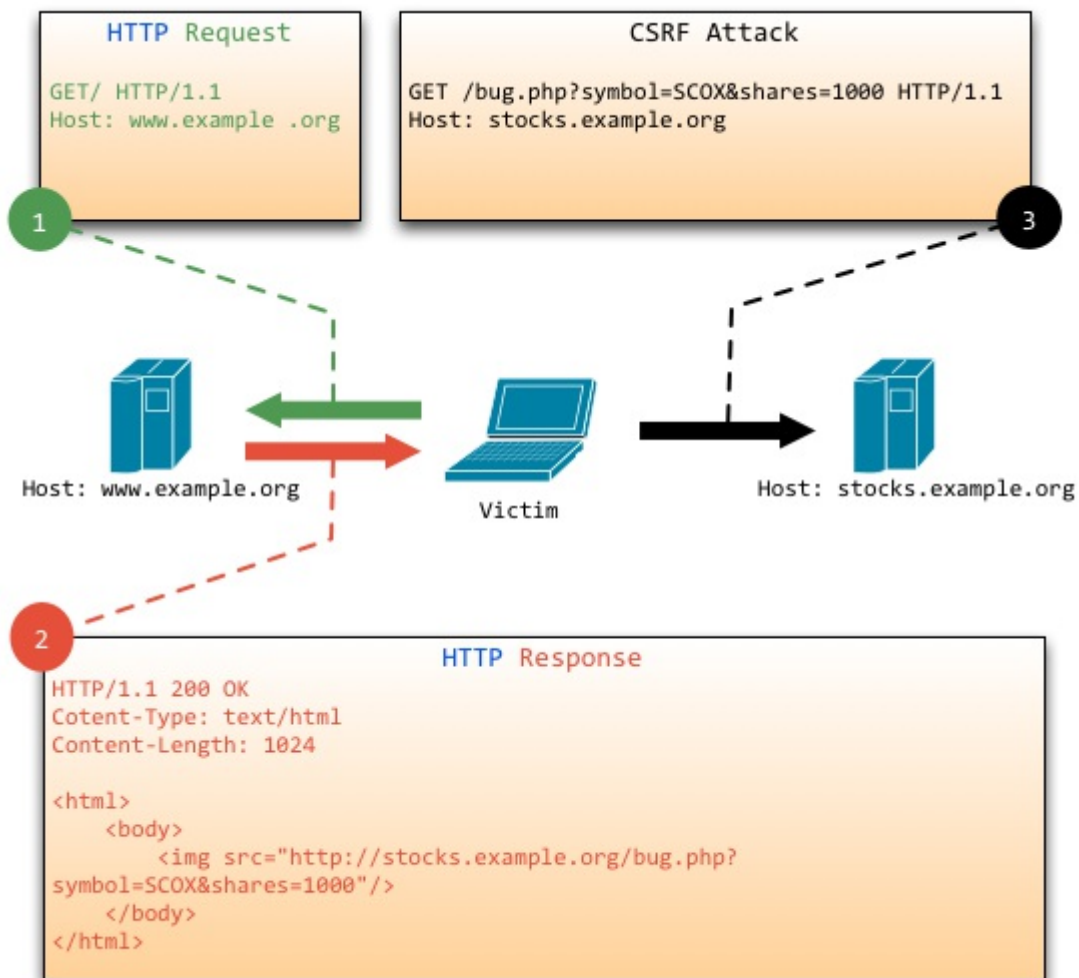 HTTP Request
GET/ HTTP/1.1
Host: www.example .org
1
CSRF Attack
GET /bug.php?symbol=SCOX&shares=1000 HTTP/1.1
Host: stocks.example.org
3
Host: www.example.org
Victim
Host: stocks.example.org
2
HTTP Response
HTTP/1.1 200 OK
Cotent-Type: text/html
Content-Length: 1024
<html>
<body>
<img src="http://stocks.example.org/bug.php?
symbol=SCOX&shares=1000"/>
</body>
</html>